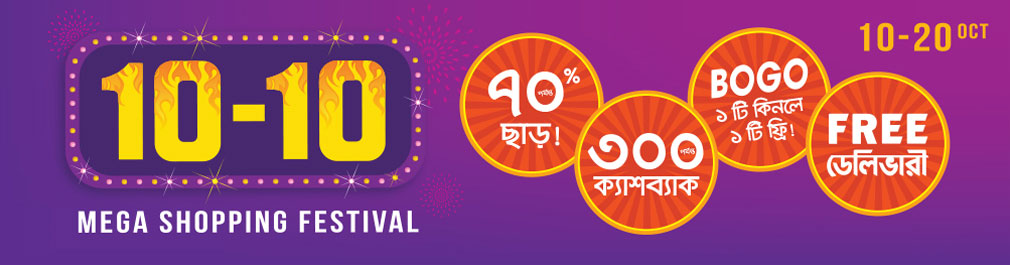 10-10
MEGA SHOPPING FESTIVAL
৭০%
পর্যন্ত
ছাড়!
৩০০
পর্যন্ত
ক্যাশব্যাক
BOGO
১ টি কিনলে
১ টি ফ্রি!
FREE
ডেলিভারী
10-20 OCT